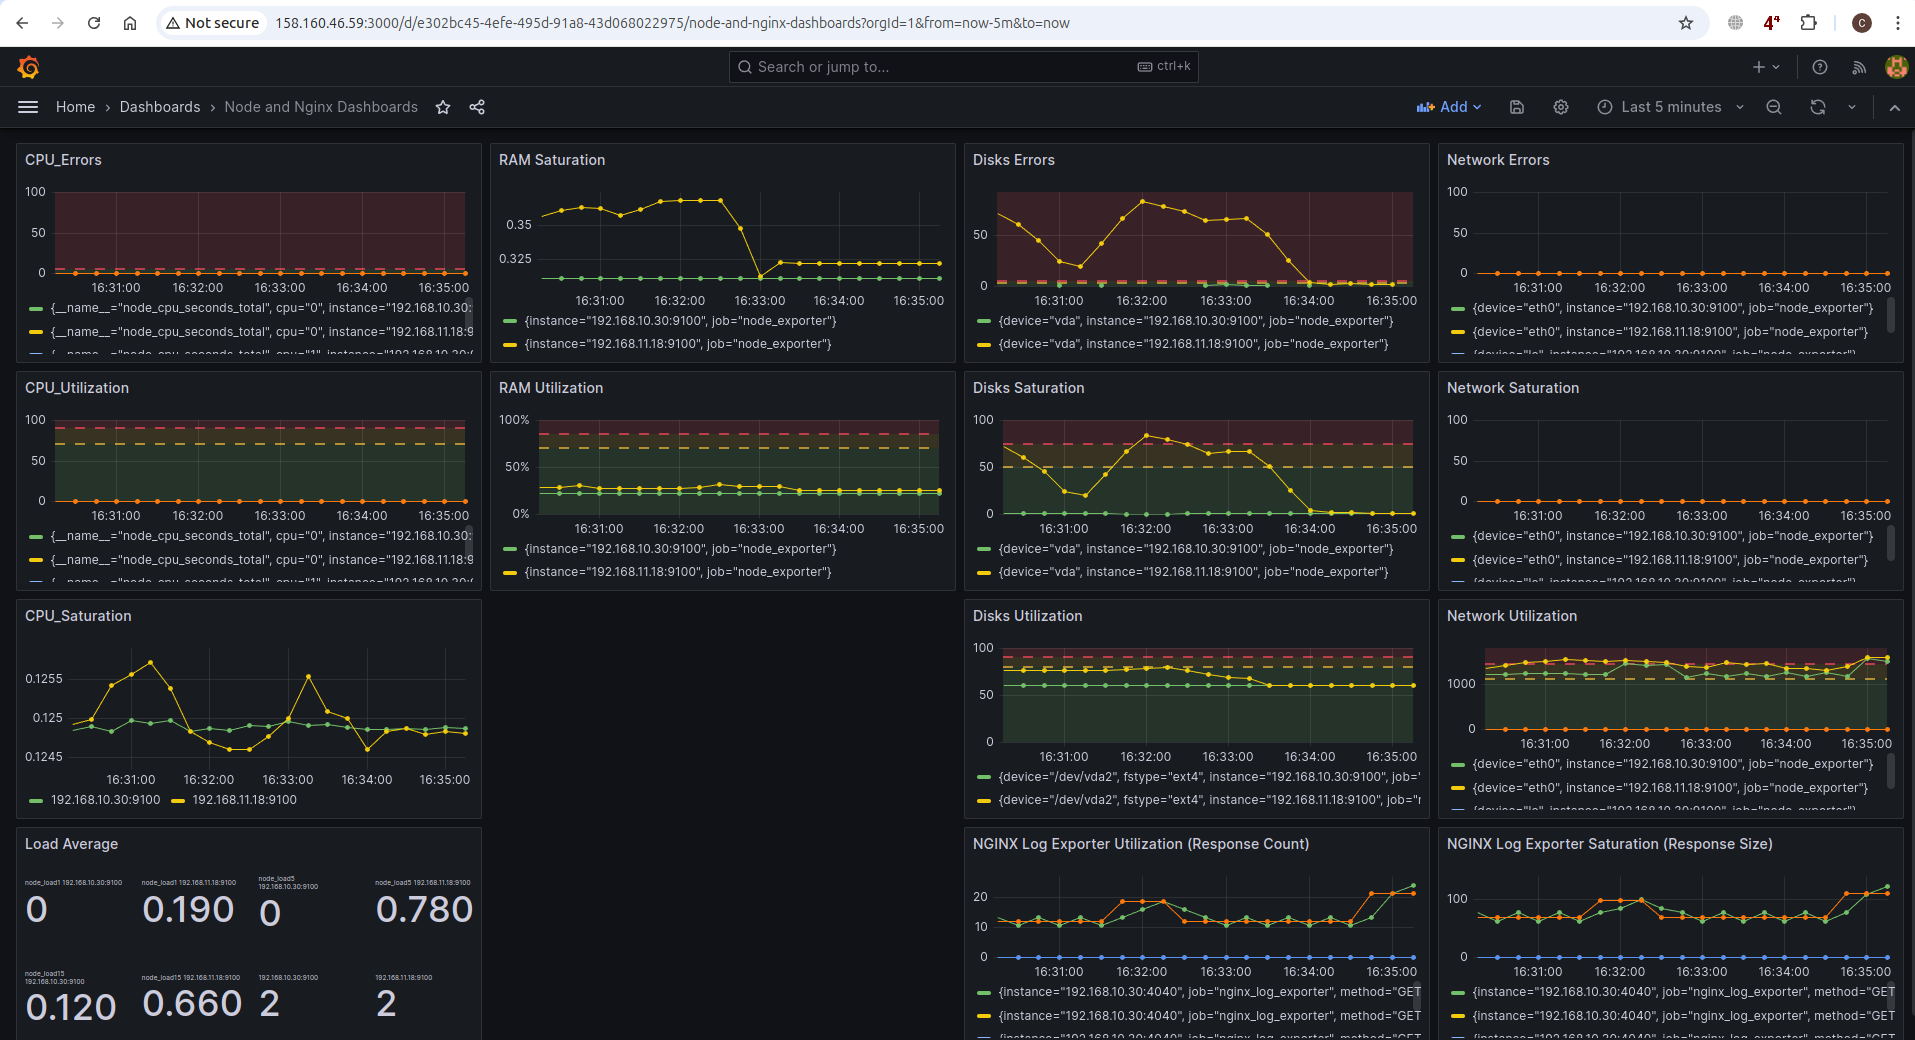 Not secure 158.160.46.59:3000/d/e302bc45-4efe-495d-91a8-43d068022975/node-and-nginx-dashboards?orgId=1&from=now-5m&to=now
4⁴
C
Search or jump to... ctrl+k
Home › Dashboards › Node and Nginx Dashboards Add Last 5 minutes
CPU_Errors
100
50
0
16:31:00 16:32:00 16:33:00 16:34:00 16:35:00
{__name__="node_cpu_seconds_total", cpu="0", instance="192.168.10.30:
{__name__="node_cpu_seconds_total", cpu="0", instance="192.168.11.18:9
RAM Saturation
0.35
0.325
16:31:00 16:32:00 16:33:00 16:34:00 16:35:00
{instance="192.168.10.30:9100", job="node_exporter"}
{instance="192.168.11.18:9100", job="node_exporter"}
Disks Errors
50
0
16:31:00 16:32:00 16:33:00 16:34:00 16:35:00
{device="vda", instance="192.168.10.30:9100", job="node_exporter"}
{device="vda", instance="192.168.11.18:9100", job="node_exporter"}
Network Errors
100
50
0
16:31:00 16:32:00 16:33:00 16:34:00 16:35:00
{device="eth0", instance="192.168.10.30:9100", job="node_exporter"}
{device="eth0", instance="192.168.11.18:9100", job="node_exporter"}
CPU_Utilization
100
50
0
16:31:00 16:32:00 16:33:00 16:34:00 16:35:00
{__name__="node_cpu_seconds_total", cpu="0", instance="192.168.10.30:
{__name__="node_cpu_seconds_total", cpu="0", instance="192.168.11.18:9
RAM Utilization
100%
50%
0%
16:31:00 16:32:00 16:33:00 16:34:00 16:35:00
{instance="192.168.10.30:9100", job="node_exporter"}
{instance="192.168.11.18:9100", job="node_exporter"}
Disks Saturation
100
50
0
16:31:00 16:32:00 16:33:00 16:34:00 16:35:00
{device="vda", instance="192.168.10.30:9100", job="node_exporter"}
{device="vda", instance="192.168.11.18:9100", job="node_exporter"}
Network Saturation
100
50
0
16:31:00 16:32:00 16:33:00 16:34:00 16:35:00
{device="eth0", instance="192.168.10.30:9100", job="node_exporter"}
{device="eth0", instance="192.168.11.18:9100", job="node_exporter"}
CPU_Saturation
0.1255
0.125
0.1245
16:31:00 16:32:00 16:33:00 16:34:00 16:35:00
192.168.10.30:9100 192.168.11.18:9100
Disks Utilization
100
50
0
16:31:00 16:32:00 16:33:00 16:34:00 16:35:00
{device="/dev/vda2", fstype="ext4", instance="192.168.10.30:9100", job='
{device="/dev/vda2", fstype="ext4", instance="192.168.11.18:9100", job="r
Network Utilization
1000
0
16:31:00 16:32:00 16:33:00 16:34:00 16:35:00
{device="eth0", instance="192.168.10.30:9100", job="node_exporter"}
{device="eth0", instance="192.168.11.18:9100", job="node_exporter"}
Load Average
node_load1 192.168.10.30:9100
0
node_load1 192.168.11.18:9100
0.190
node_load5
192.168.10.30:9100
0
node_load5 192.168.11.18:9100
0.780
node_load15
192.168.10.30:9100
0.120
node_load15 192.168.11.18:9100
0.660
192.168.10.30:9100
2
192.168.11.18:9100
2
NGINX Log Exporter Utilization (Response Count)
20
10
0
16:31:00 16:32:00 16:33:00 16:34:00 16:35:00
{instance="192.168.10.30:4040", job="nginx_log_exporter", method="GET
{instance="192.168.10.30:4040", job="nginx_log_exporter", method="GET
NGINX Log Exporter Saturation (Response Size)
100
0
16:31:00 16:32:00 16:33:00 16:34:00 16:35:00
{instance="192.168.10.30:4040", job="nginx_log_exporter", method="GET
{instance="192.168.10.30:4040", job="nginx_log_exporter", method="GET